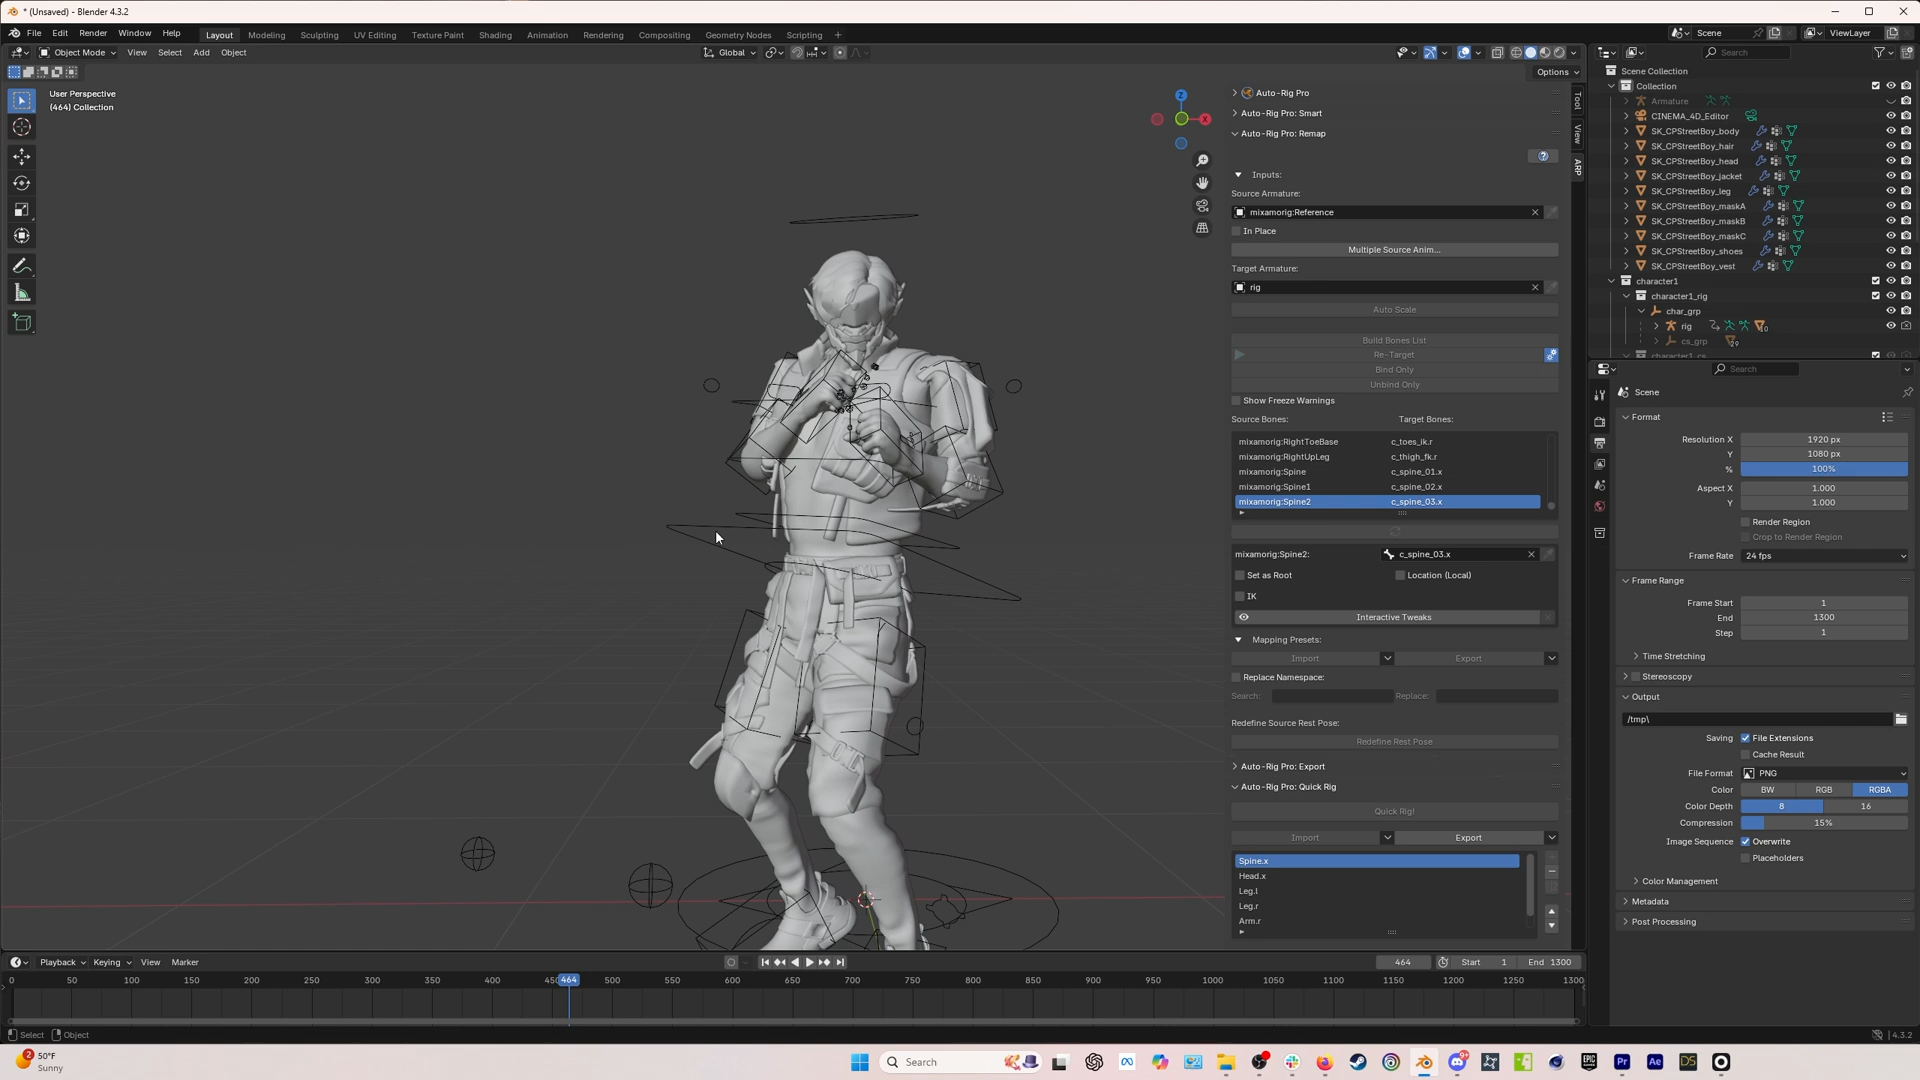 * (Unsaved) - Blender 4.3.2
File Edit Render Window Help Layout Modeling Sculpting UV Editing Texture Paint Shading Animation Rendering Compositing Geometry Nodes Scripting + Scene ViewLayer
Object Mode View Select Add Object Global Search
Options
User Perspective
(464) Collection
Z
X
Tool
View
ARP
Auto-Rig Pro
Auto-Rig Pro: Smart
Auto-Rig Pro: Remap
?
Inputs:
Source Armature:
mixamorig:Reference
In Place
Multiple Source Anim...
Target Armature:
rig
Auto Scale
Build Bones List
Re-Target
Bind Only
Unbind Only
Show Freeze Warnings
Source Bones: Target Bones:
mixamorig:RightToeBase c_toes_ik.r
mixamorig:RightUpLeg c_thigh_fk.r
mixamorig:Spine c_spine_01.x
mixamorig:Spine1 c_spine_02.x
mixamorig:Spine2 c_spine_03.x
mixamorig:Spine2: c_spine_03.x
Set as Root Location (Local)
IK
Interactive Tweaks
Mapping Presets:
Import Export
Replace Namespace:
Search: Replace:
Redefine Source Rest Pose:
Redefine Rest Pose
Auto-Rig Pro: Export
Auto-Rig Pro: Quick Rig
Quick Rig!
Import Export
Spine.x
Head.x
Leg.l
Leg.r
Arm.r
Scene Collection
Collection
Armature
CINEMA_4D_Editor
SK_CPStreetBoy_body
SK_CPStreetBoy_hair
SK_CPStreetBoy_head
SK_CPStreetBoy_jacket
SK_CPStreetBoy_leg
SK_CPStreetBoy_maskA
SK_CPStreetBoy_maskB
SK_CPStreetBoy_maskC
SK_CPStreetBoy_shoes
SK_CPStreetBoy_vest
character1
character1_rig
char_grp
rig 10
cs_grp 29
character1_cs
Search
Scene
Format
Resolution X 1920 px
Y 1080 px
% 100%
Aspect X 1.000
Y 1.000
Render Region
Crop to Render Region
Frame Rate 24 fps
Frame Range
Frame Start 1
End 1300
Step 1
Time Stretching
Stereoscopy
Output
/tmp\
Saving File Extensions
Cache Result
File Format PNG
Color BW RGB RGBA
Color Depth 8 16
Compression 15%
Image Sequence Overwrite
Placeholders
Color Management
Metadata
Post Processing
Playback Keying View Marker 464 Start 1 End 1300
0 50 100 150 200 250 300 350 400 450 464 500 550 600 650 700 750 800 850 900 950 1000 1050 1100 1150 1200 1250 1300
Select Object 4.3.2
2 50°F
Sunny
Search
EPIC
Pr
Ae
DS
9+